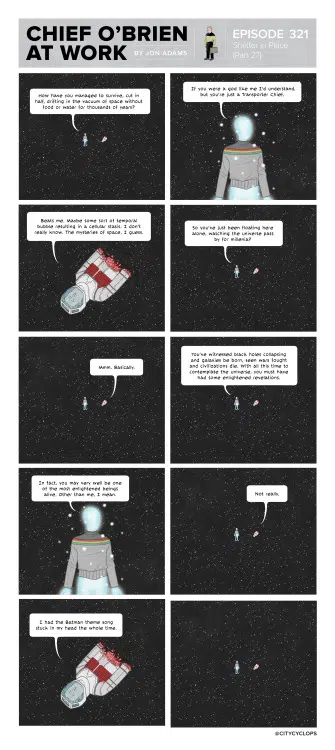 CHIEF O'BRIEN
AT WORK
BY JON ADAMS
EPISODE 321
Shelter in Place
(Part 27)
How have you managed to survive, cut in
half, drifting in the vacuum of space without
food or water for thousands of years?
If you were a god like me I'd understand,
but you're just a Transporter Chief.
Beats me. Maybe some sort of temporal
bubble resulting in a cellular stasis. I don't
really know. The mysteries of space, I guess.
So you've just been floating here
alone, watching the universe pass
by for millenia?
Mmm. Basically.
You've witnessed black holes collapsing
and galaxies be born, seen wars fought
and civilizations die. With all this time to
contemplate the universe, you must have
had some enlightened revelations.
In fact, you may very well be one
of the most enlightened beings
alive. Other than me, I mean.
Not really.
I had the Batman theme song
stuck in my head the whole time.
@CITYCYCLOPS